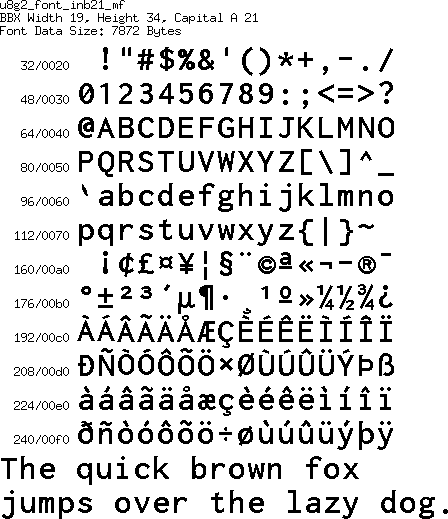 u8g2_font_inb21_mf
BBX Width 19, Height 34, Capital A 21
Font Data Size: 7872 Bytes
32/0020 !"#$%&'()*+,-./
48/0030 0123456789:;<=>?
64/0040 @ABCDEFGHIJKLMNO
80/0050 PQRSTUVWXYZ[\]^_
96/0060 `abcdefghijklmno
112/0070 pqrstuvwxyz{|}~
160/00a0 ¡¢£¤¥¦§¨©ª«¬-®¯
176/00b0 °±²³´µ¶·¸¹º»¼½¾¿
192/00c0 ÀÁÂÃÄÅÆÇÈÉÊËÌÍÎÏ
208/00d0 ÐÑÒÓÔÕÖ×ØÙÚÛÜÝÞß
224/00e0 àáâãäåæçèéêëìíîï
240/00f0 ðñòóôõö÷øùúûüýþÿ
The quick brown fox
jumps over the lazy dog.